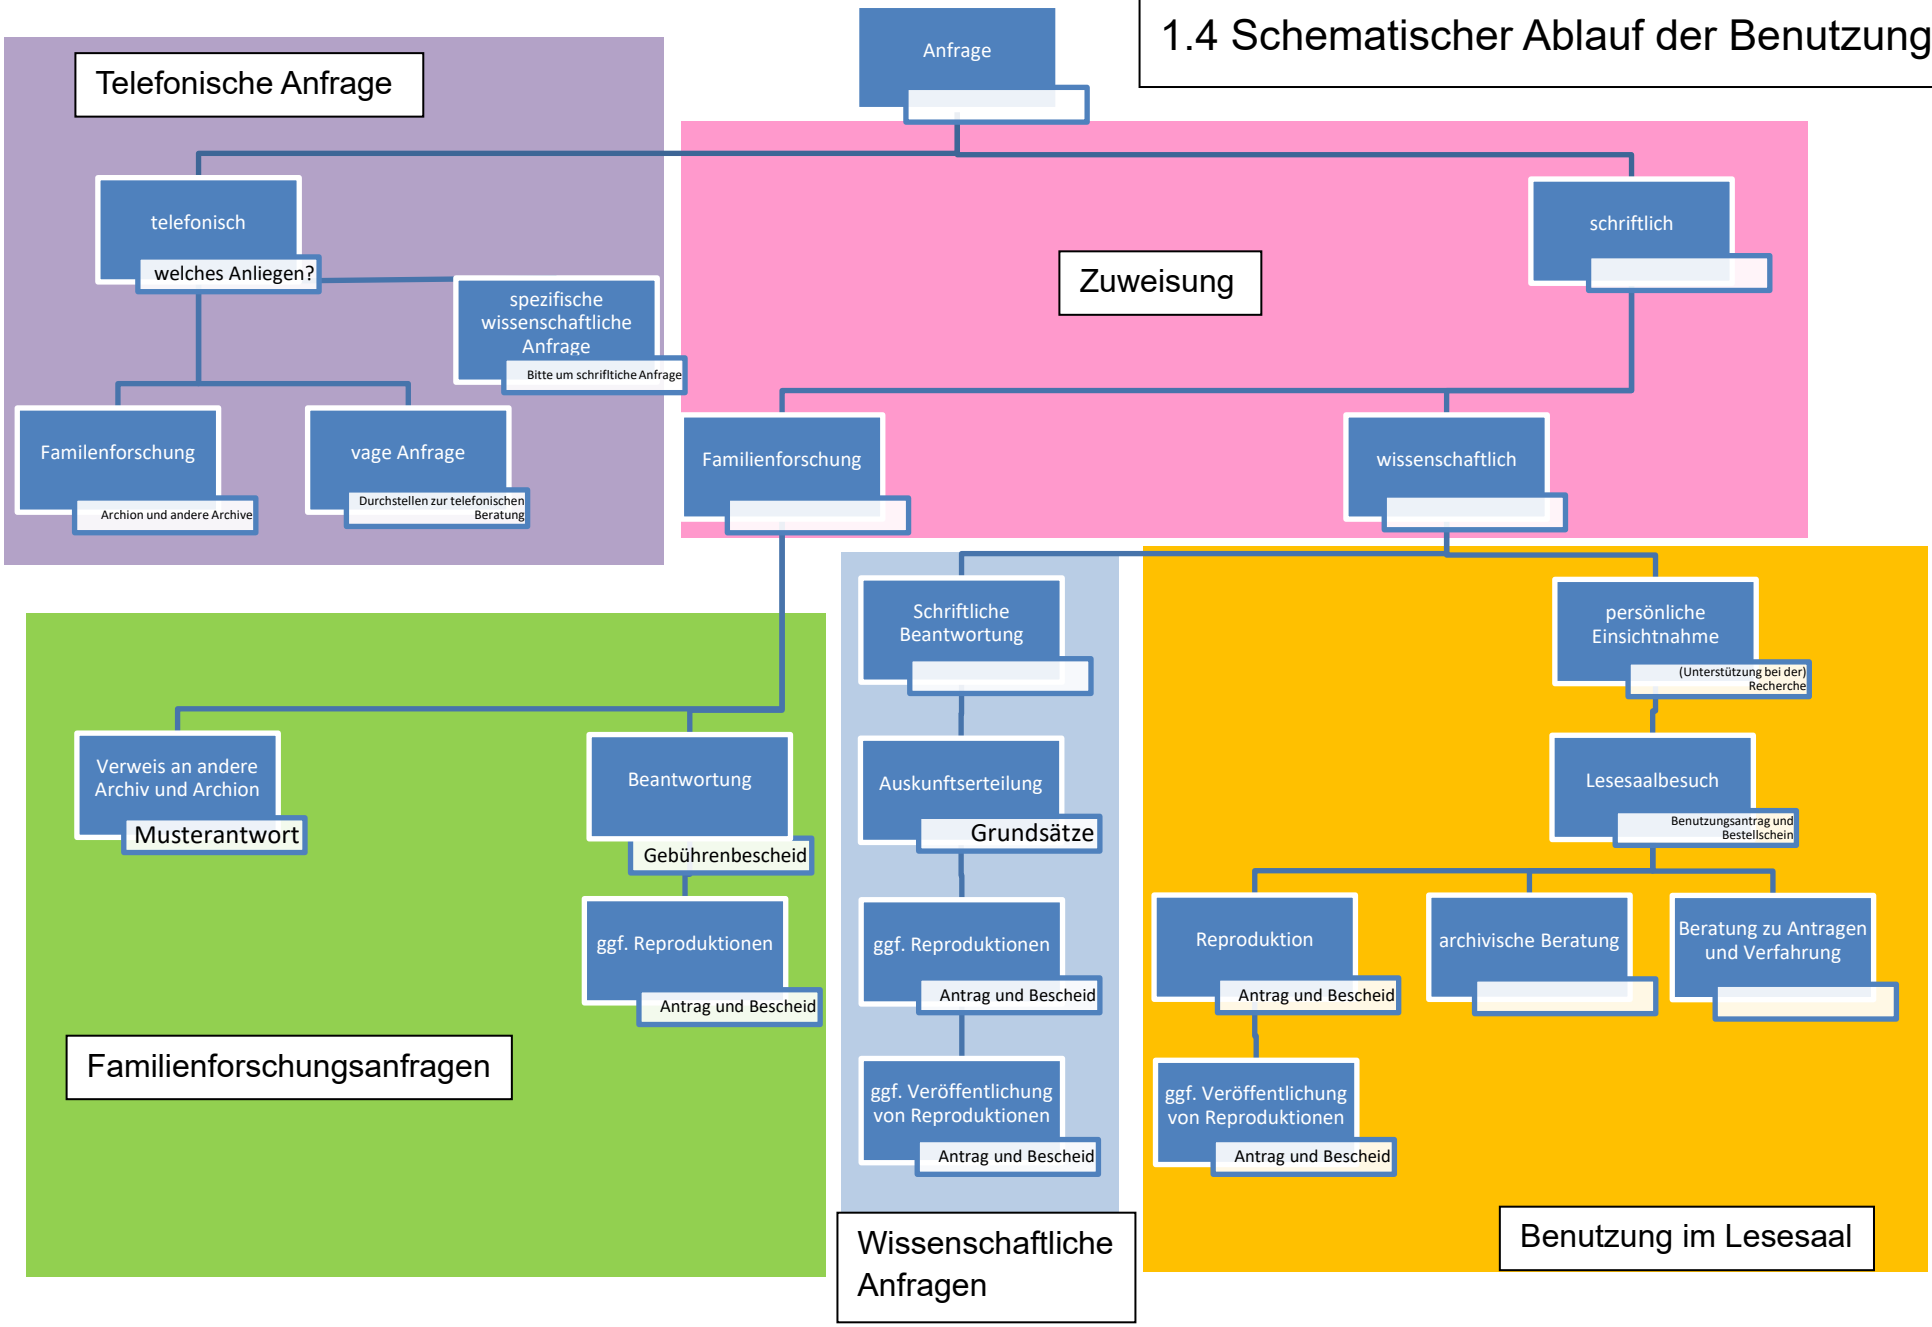 1.4 Schematischer Ablauf der Benutzung
Anfrage
Telefonische Anfrage
telefonisch
welches Anliegen?
spezifische
wissenschaftliche
Anfrage
Bitte um schrifltiche Anfrage
Familenforschung
Archion und andere Archive
vage Anfrage
Durchstellen zur telefonischen
Beratung
Zuweisung
schriftlich
Familienforschung
wissenschaftlich
Verweis an andere
Archiv und Archion
Musterantwort
Beantwortung
Gebührenbescheid
ggf. Reproduktionen
Antrag und Bescheid
Familienforschungsanfragen
Schriftliche
Beantwortung
Auskunftserteilung
Grundsätze
ggf. Reproduktionen
Antrag und Bescheid
ggf. Veröffentlichung
von Reproduktionen
Antrag und Bescheid
Wissenschaftliche
Anfragen
persönliche
Einsichtnahme
(Unterstützung bei der)
Recherche
Lesesaalbesuch
Benutzungsantrag und
Bestellschein
Reproduktion
Antrag und Bescheid
archivische Beratung
Beratung zu Antragen
und Verfahrung
ggf. Veröffentlichung
von Reproduktionen
Antrag und Bescheid
Benutzung im Lesesaal